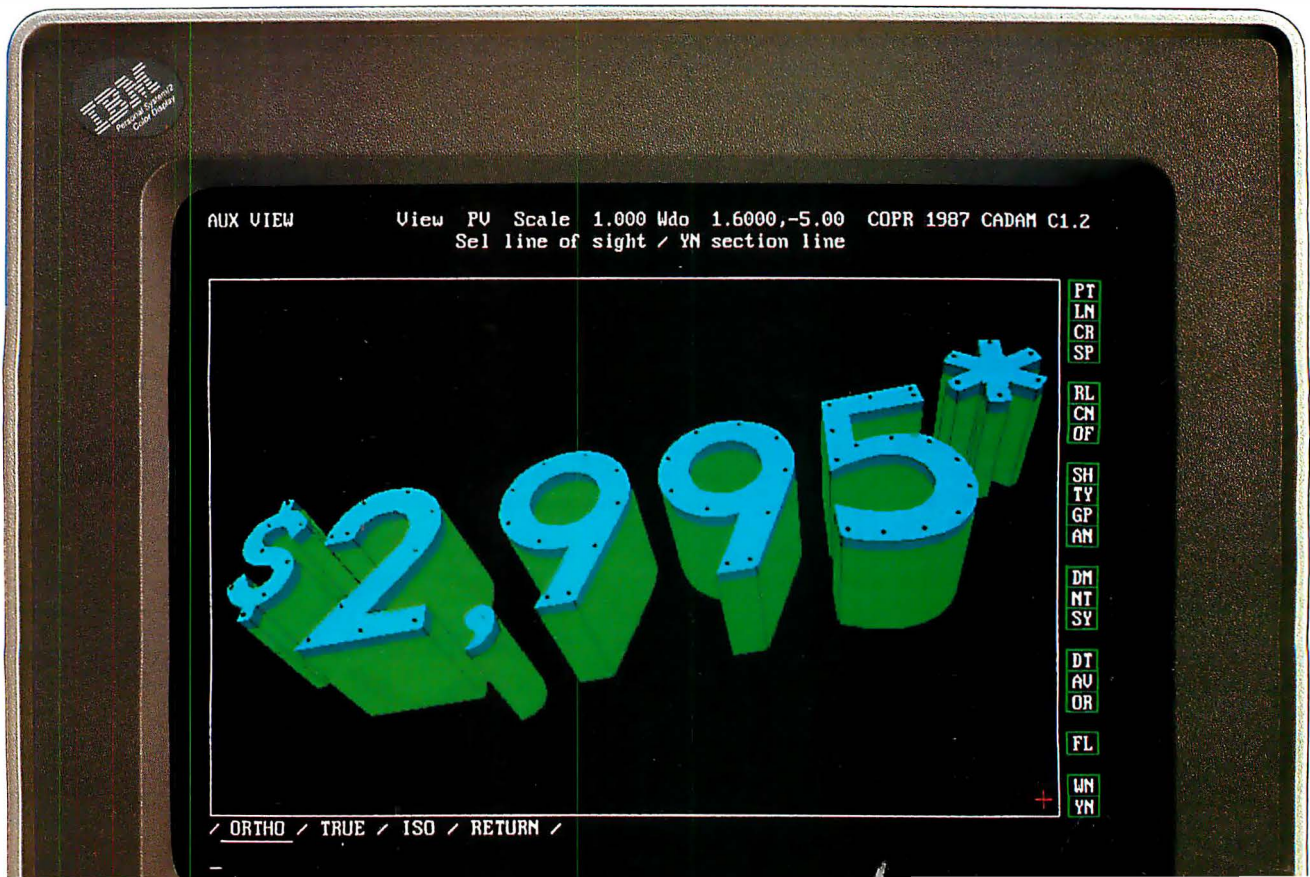 IBM
Personal System/2
Color Display
AUX VIEW View PV Scale 1.000 Wdo 1.6000,-5.00 COPR 1987 CADAM C1.2
Sel line of sight / YN section line
$2,995*
PT
LN
CR
SP
RL
CN
OF
SH
TY
GP
AN
DM
NT
SY
DT
AV
OR
FL
WN
YN
/ ORTHO / TRUE / ISO / RETURN /
_